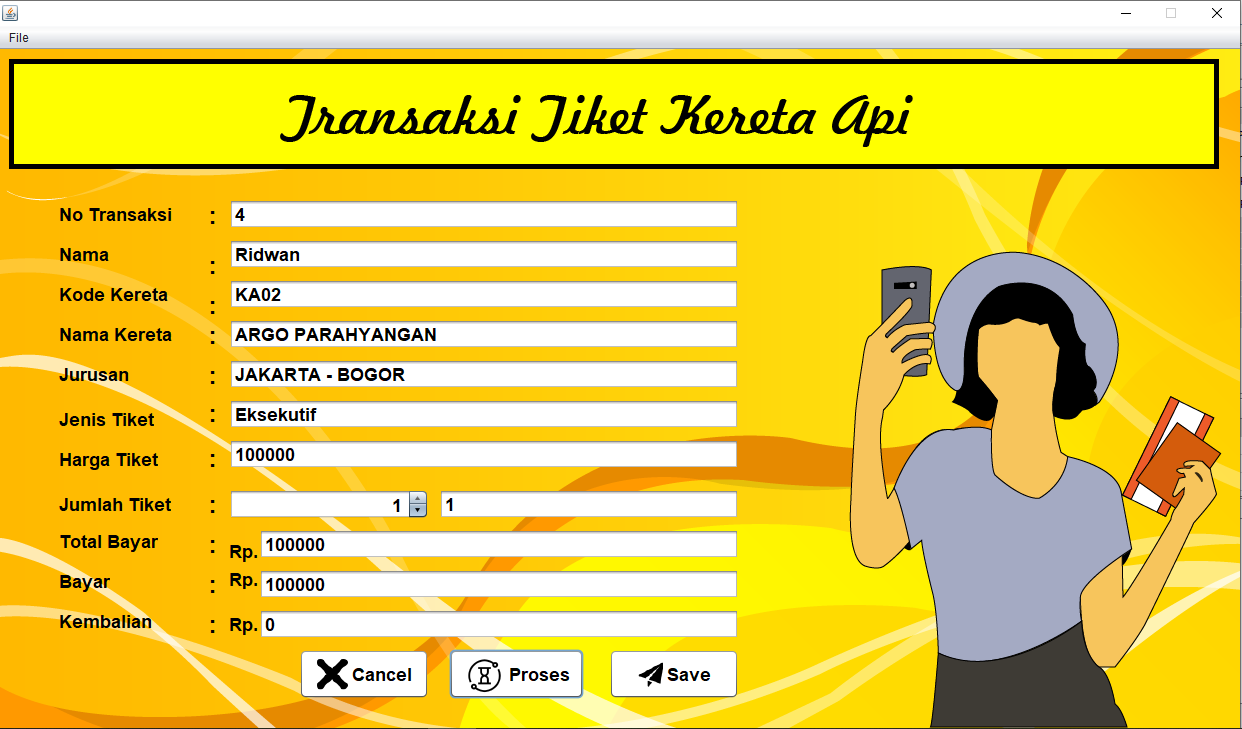 File
Transaksi Tiket Kereta Api
No Transaksi : 4
Nama : Ridwan
Kode Kereta : KA02
Nama Kereta : ARGO PARAHYANGAN
Jurusan : JAKARTA - BOGOR
Jenis Tiket : Eksekutif
Harga Tiket : 100000
Jumlah Tiket : 1 1
Total Bayar : Rp. 100000
Bayar : Rp. 100000
Kembalian : Rp. 0
Cancel Proses Save